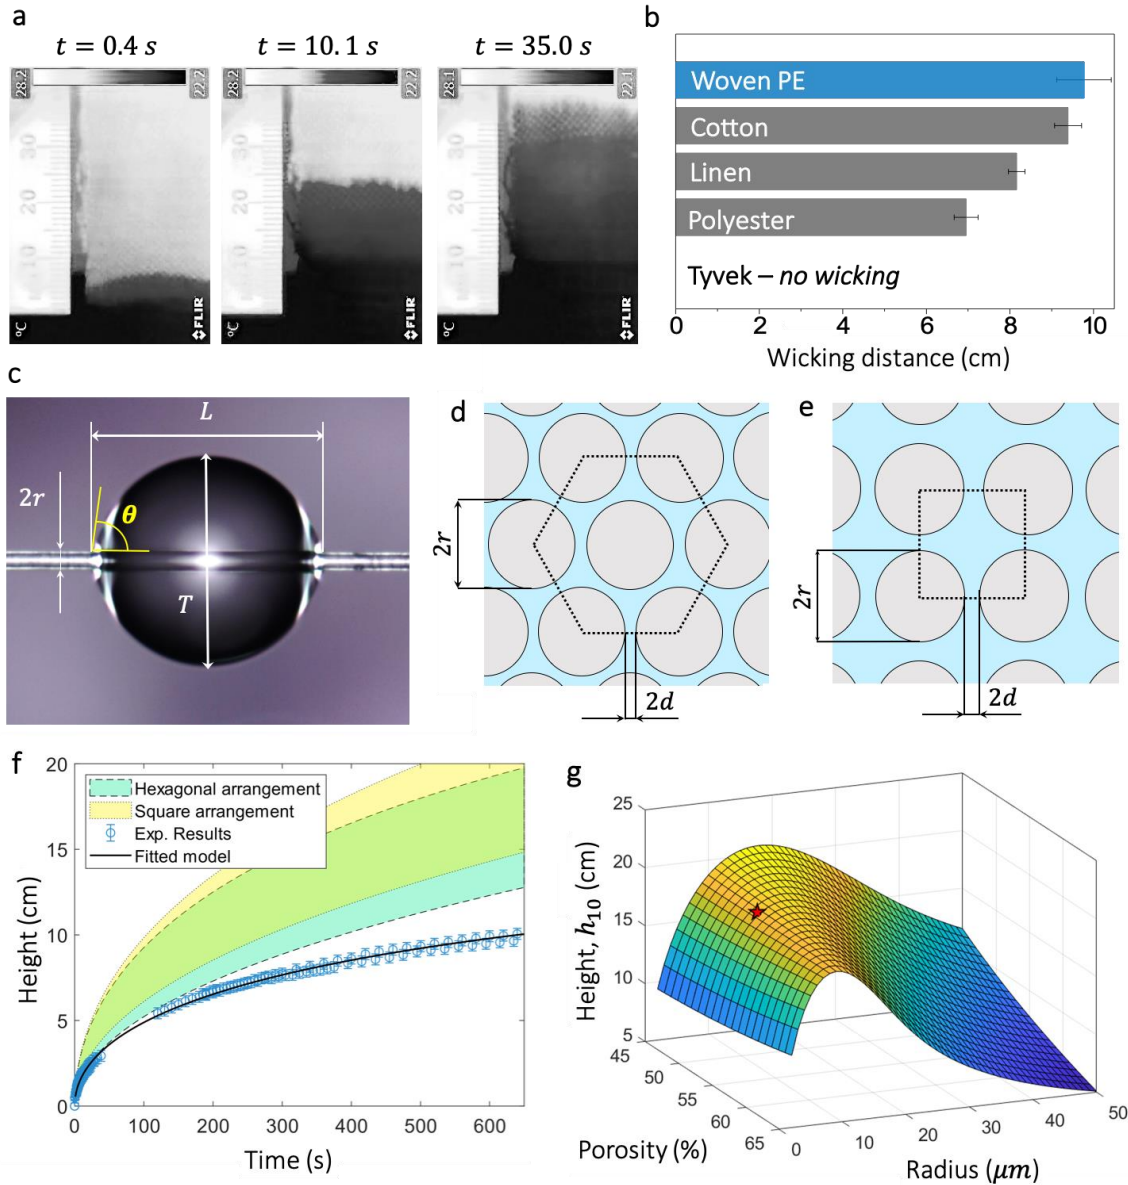 a
t = 0.4 s
t = 10.1 s
t = 35.0 s
28.2
22.2
28.2
22.2
28.1
22.1
30
20
10
30
20
10
30
20
10
ºC
FLIR
ºC
FLIR
ºC
FLIR
b
Woven PE
Cotton
Linen
Polyester
Tyvek – no wicking
0 2 4 6 8 10
Wicking distance (cm)
c
L
2r
θ
T
d
2r
2d
e
2r
2d
f
20
15
10
5
0
Hexagonal arrangement
Square arrangement
Exp. Results
Fitted model
Height (cm)
0 100 200 300 400 500 600
Time (s)
g
25
20
15
10
5
Height, h₁₀ (cm)
45
50
55
60
65
Porosity (%)
0 10 20 30 40 50
Radius (μm)